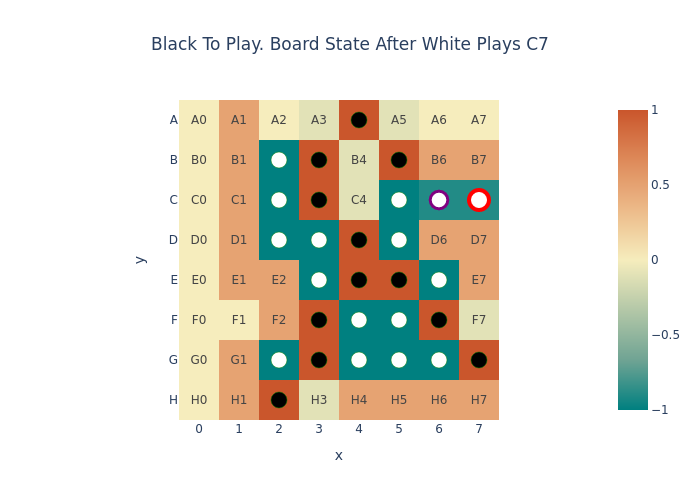 Black To Play. Board State After White Plays C7
A A0 A1 A2 A3 A5 A6 A7
B B0 B1 B4 B6 B7
C C0 C1 C4
D D0 D1 D6 D7
E E0 E1 E2 E7
F F0 F1 F2 F7
G G0 G1
H H0 H1 H3 H4 H5 H6 H7
0 1 2 3 4 5 6 7
x
y
1
0.5
0
−0.5
−1